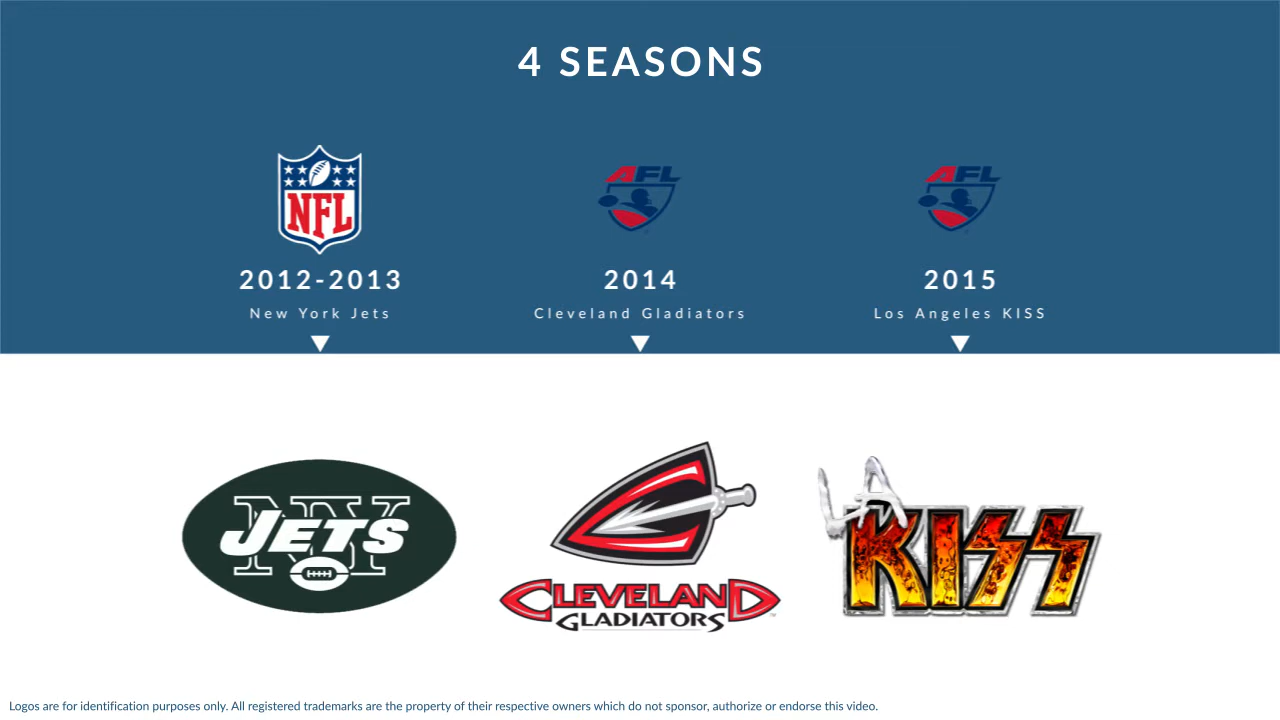 4 SEASONS
NFL
AFL
AFL
2012-2013
2014
2015
New York Jets
Cleveland Gladiators
Los Angeles KISS
NY
JETS
CLEVELAND
GLADIATORS
LA
KISS
Logos are for identification purposes only. All registered trademarks are the property of their respective owners which do not sponsor, authorize or endorse this video.